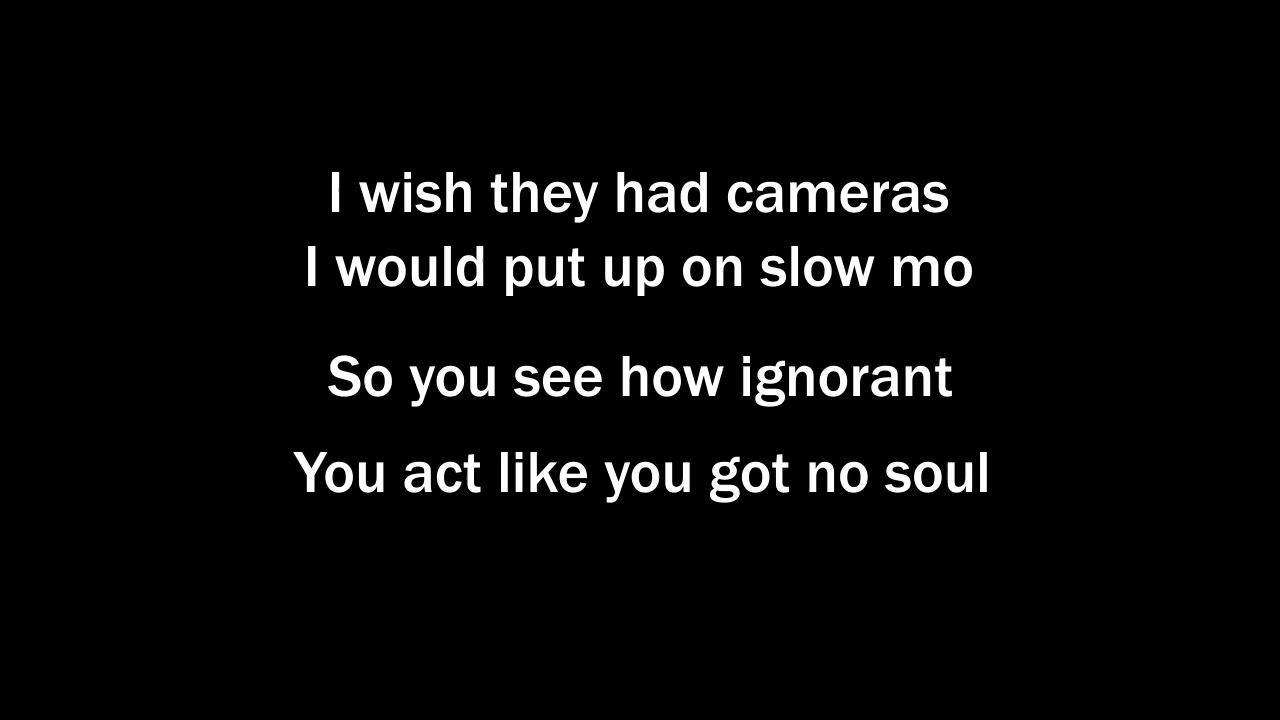 I wish they had cameras
I would put up on slow mo
So you see how ignorant
You act like you got no soul